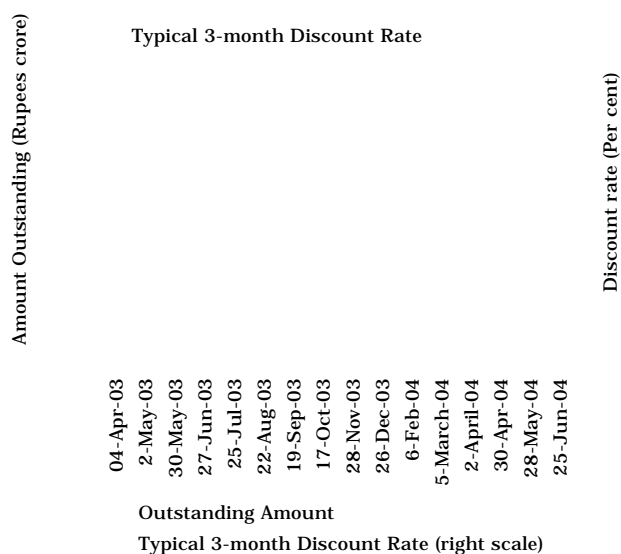 Typical 3-month Discount Rate
Amount Outstanding (Rupees crore)
Discount rate (Per cent)
04-Apr-03
2-May-03
30-May-03
27-Jun-03
25-Jul-03
22-Aug-03
19-Sep-03
17-Oct-03
28-Nov-03
26-Dec-03
6-Feb-04
5-March-04
2-April-04
30-Apr-04
28-May-04
25-Jun-04
Outstanding Amount
Typical 3-month Discount Rate (right scale)